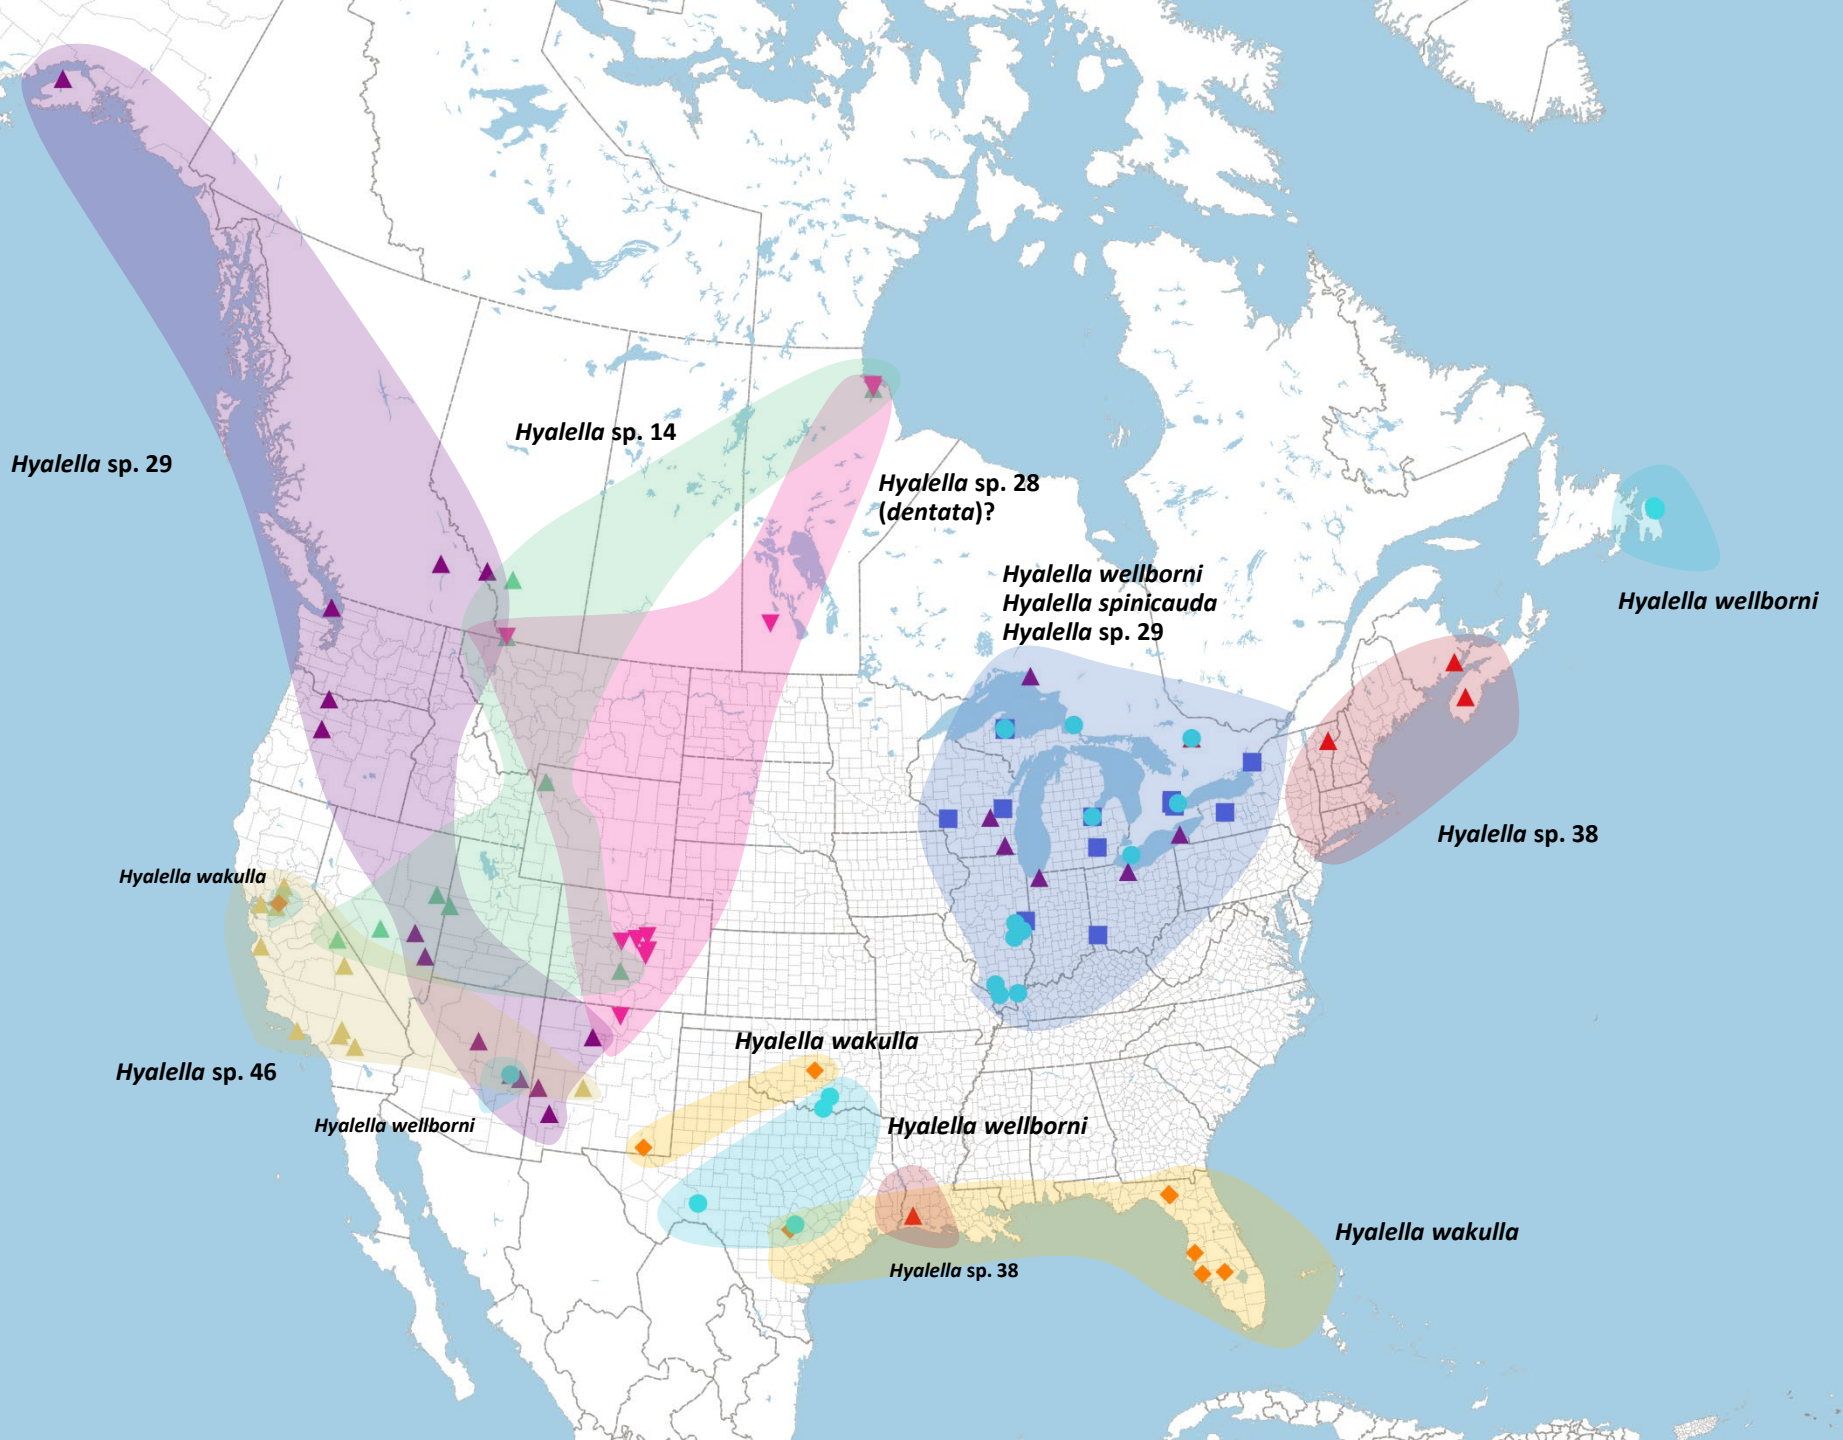 Hyalella sp. 14
Hyalella sp. 29
Hyalella sp. 28
(dentata)?
Hyalella wellborni
Hyalella spinicauda
Hyalella sp. 29
Hyalella wellborni
Hyalella sp. 38
Hyalella wakulla
Hyalella wakulla
Hyalella sp. 46
Hyalella wellborni
Hyalella wellborni
Hyalella wakulla
Hyalella sp. 38